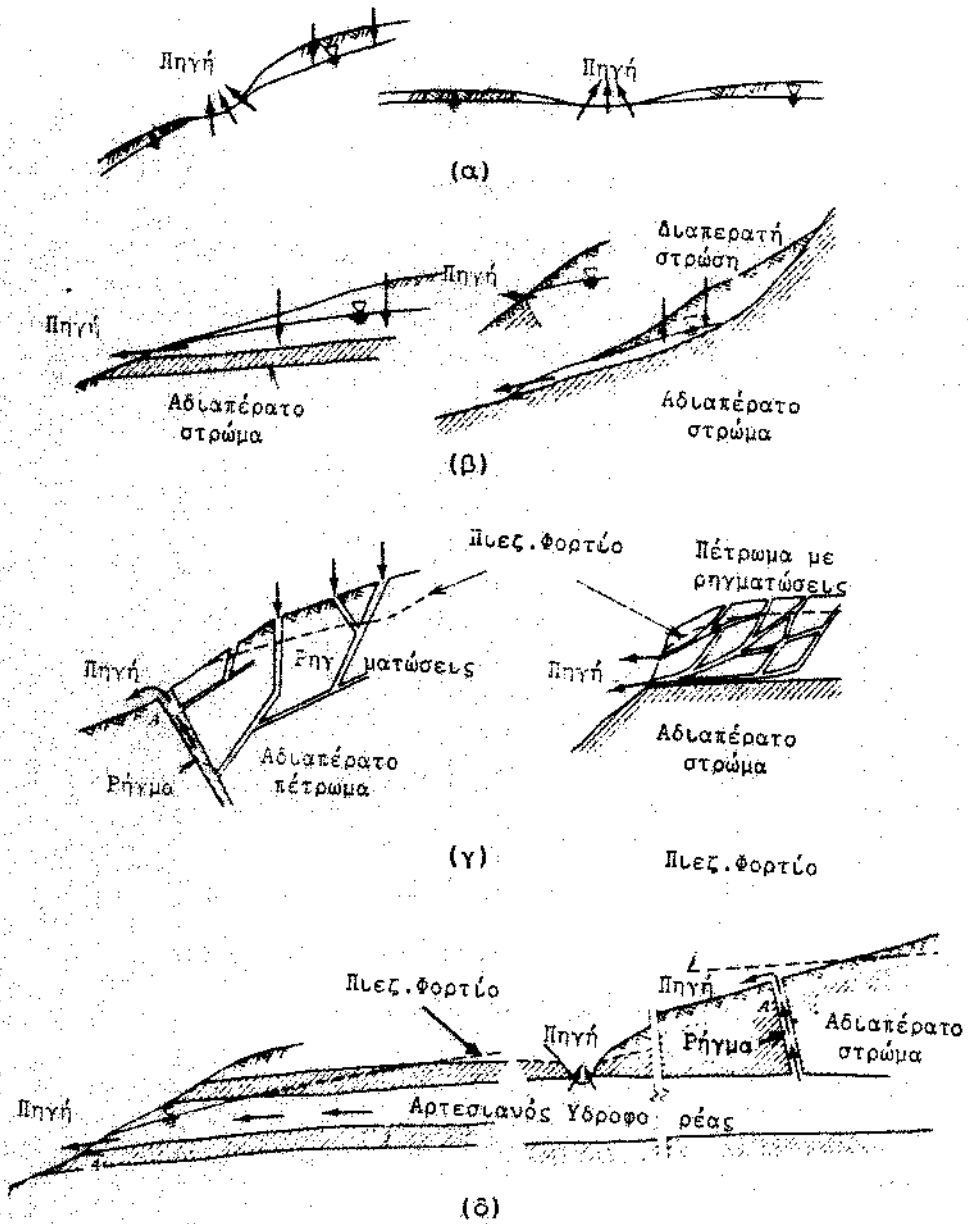 Πηγή
Πηγή
(α)
Πηγή
Αδιαπέρατο
στρώμα
Πηγή
Διαπερατή
στρώση
Αδιαπέρατο
στρώμα
(β)
Πιεζ.Φορτίο
Πηγή
Ρηγματώσεις
Ρήγμα
Αδιαπέρατο
πέτρωμα
Πέτρωμα με
ρηγματώσεις
Πηγή
Αδιαπέρατο
στρώμα
(γ)
Πιεζ.Φορτίο
Πιεζ.Φορτίο
Πηγή
Πηγή
Πηγή
Ρήγμα
Αδιαπέρατο
στρώμα
Αρτεσιανός Υδροφορέας
(δ)